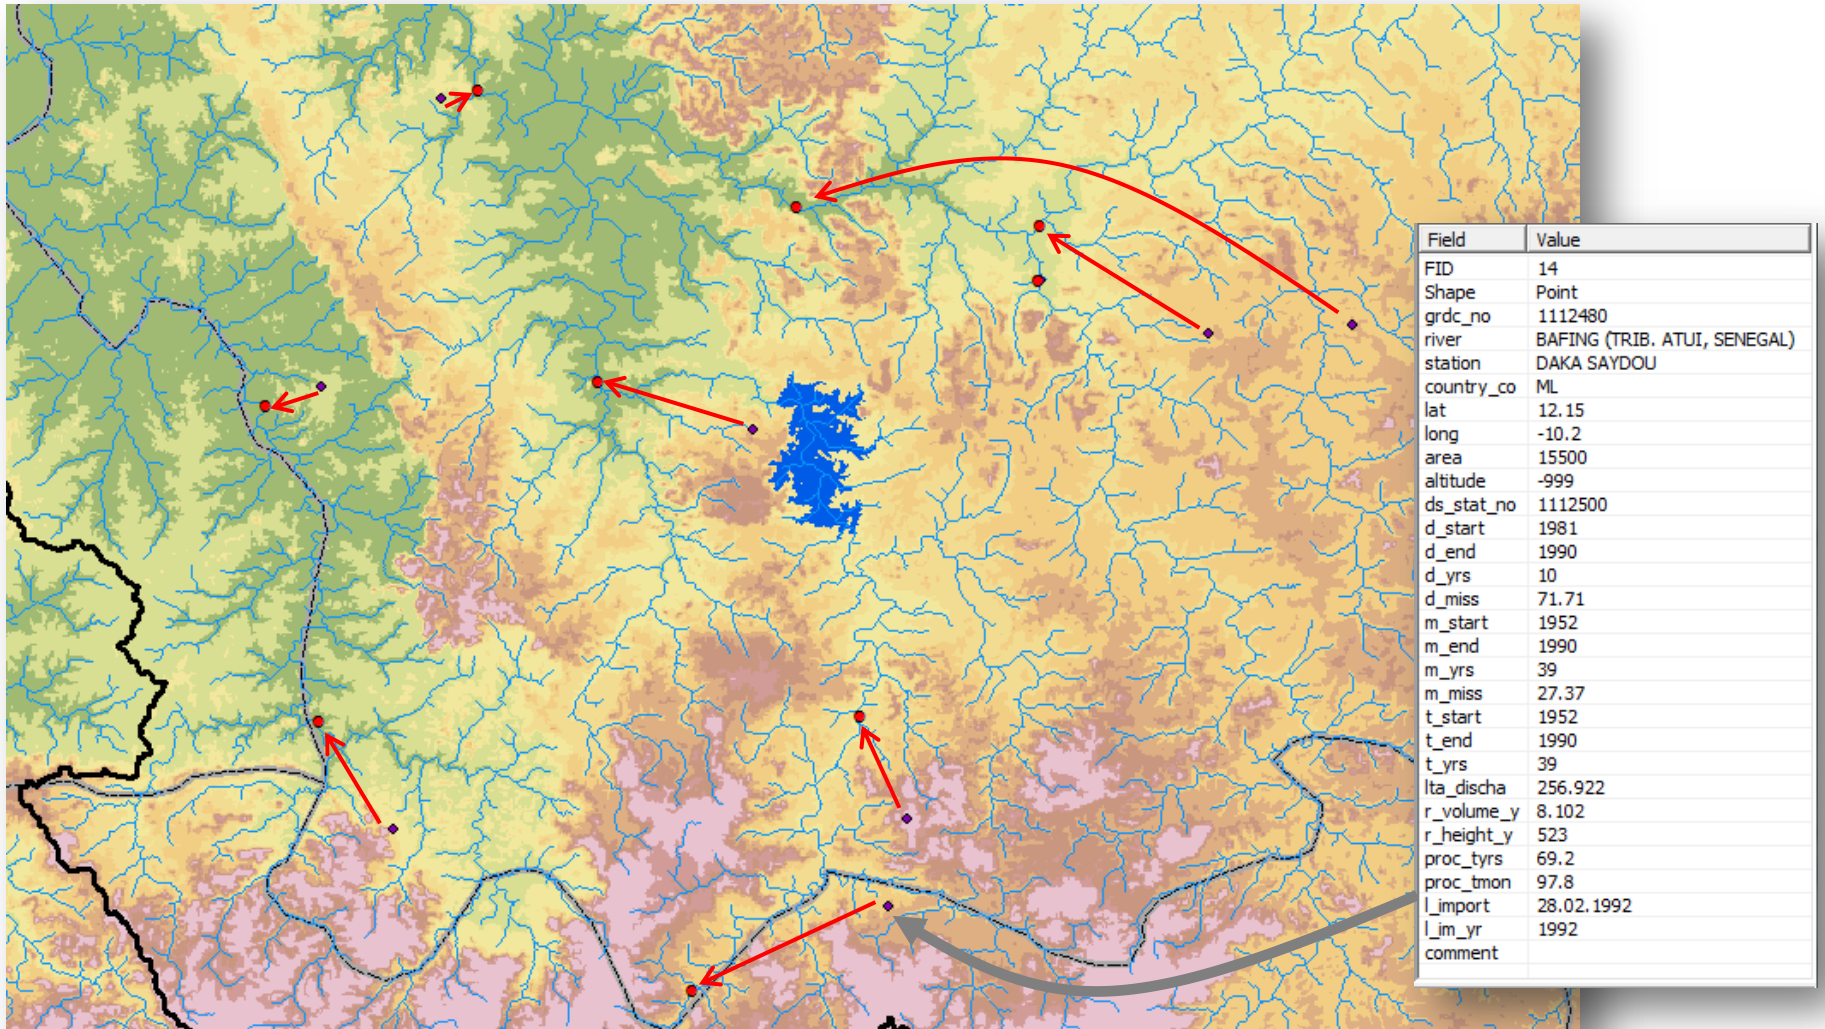 Field Value
FID 14
Shape Point
grdc_no 1112480
river BAFING (TRIB. ATUI, SENEGAL)
station DAKA SAYDOU
country_co ML
lat 12.15
long -10.2
area 15500
altitude -999
ds_stat_no 1112500
d_start 1981
d_end 1990
d_yrs 10
d_miss 71.71
m_start 1952
m_end 1990
m_yrs 39
m_miss 27.37
t_start 1952
t_end 1990
t_yrs 39
lta_discha 256.922
r_volume_y 8.102
r_height_y 523
proc_tyrs 69.2
proc_tmon 97.8
l_import 28.02.1992
l_im_yr 1992
comment